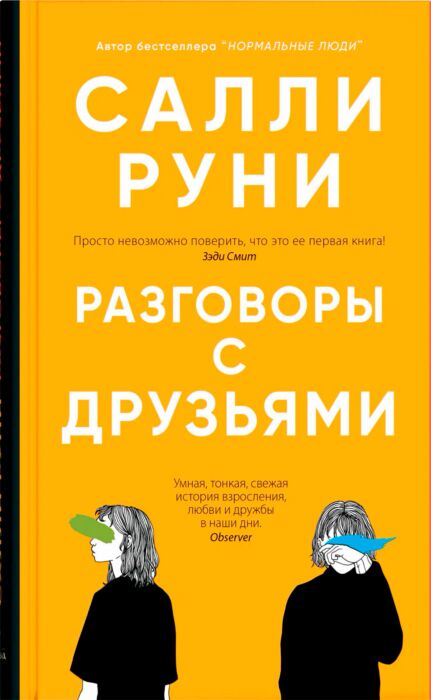 Автор бестселлера “НОРМАЛЬНЫЕ ЛЮДИ”
САЛЛИ
РУНИ
Просто невозможно поверить, что это ее первая книга!
Зэди Смит
РАЗГОВОРЫ
С
ДРУЗЬЯМИ
Умная, тонкая, свежая
история взросления,
любви и дружбы
в наши дни.
Observer